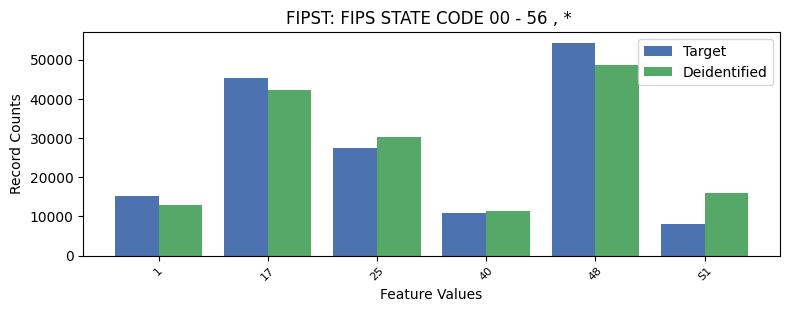 FIPST: FIPS STATE CODE 00 - 56 , *
Target
Deidentified
Record Counts
50000
40000
30000
20000
10000
0
1
17
25
40
48
S1
Feature Values